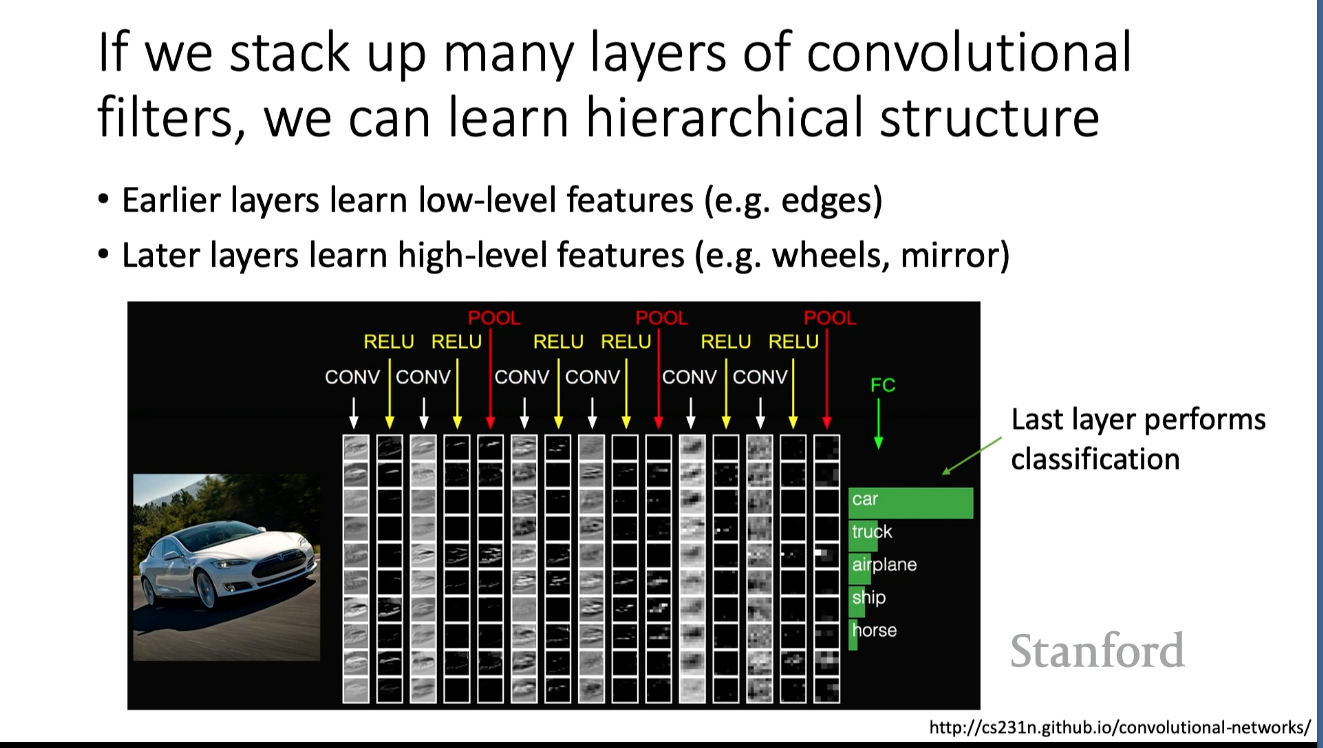 If we stack up many layers of convolutional
filters, we can learn hierarchical structure
• Earlier layers learn low-level features (e.g. edges)
• Later layers learn high-level features (e.g. wheels, mirror)
POOL POOL POOL
RELU RELU RELU RELU RELU RELU
CONV CONV CONV CONV CONV CONV
FC
Last layer performs
classification
car
truck
airplane
ship
horse
Stanford
http://cs231n.github.io/convolutional-networks/